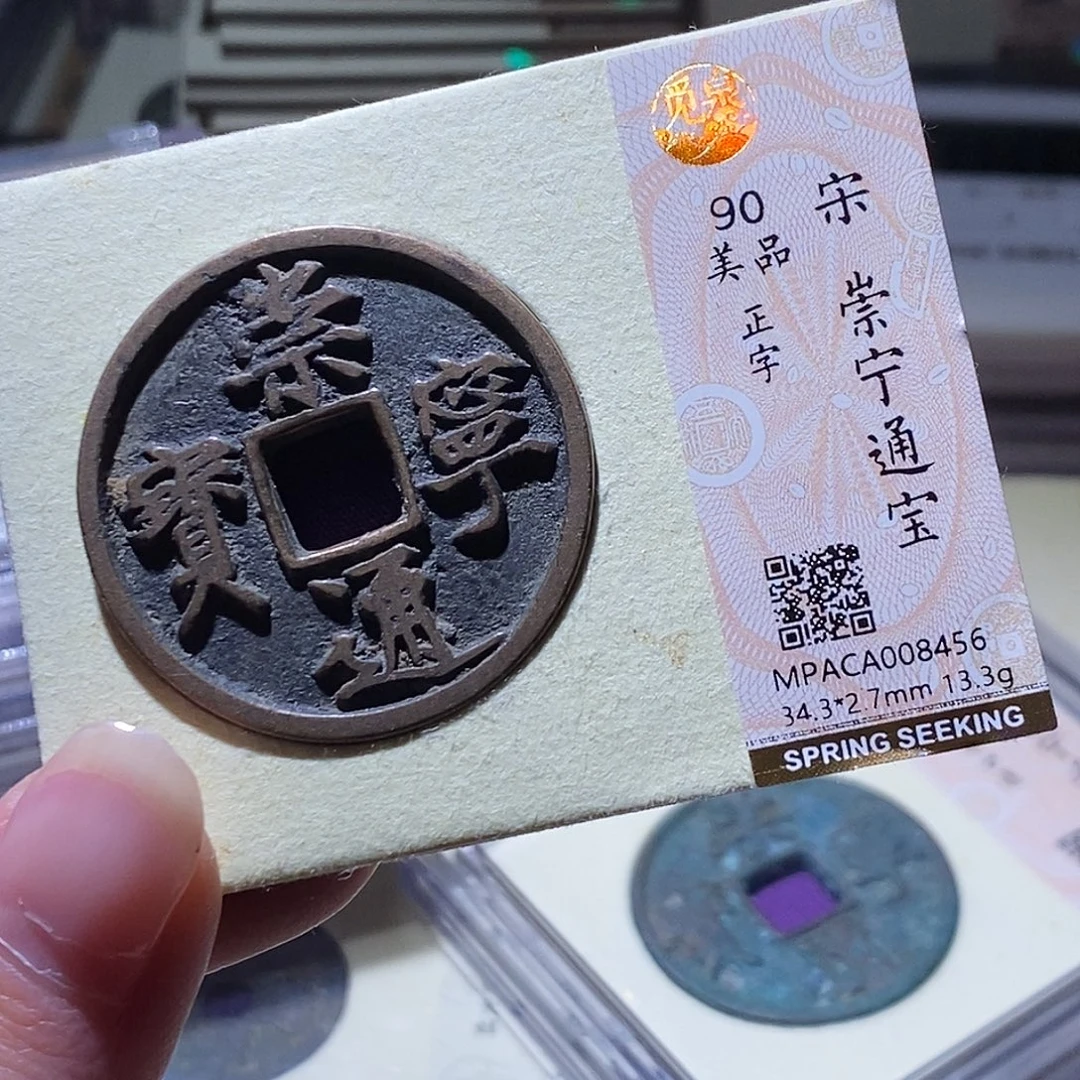 崇寧通寶
覓泉
宋 崇宁通宝
90
美品
正字
MPACA008456
34.3*2.7mm 13.3g
SPRING SEEKING